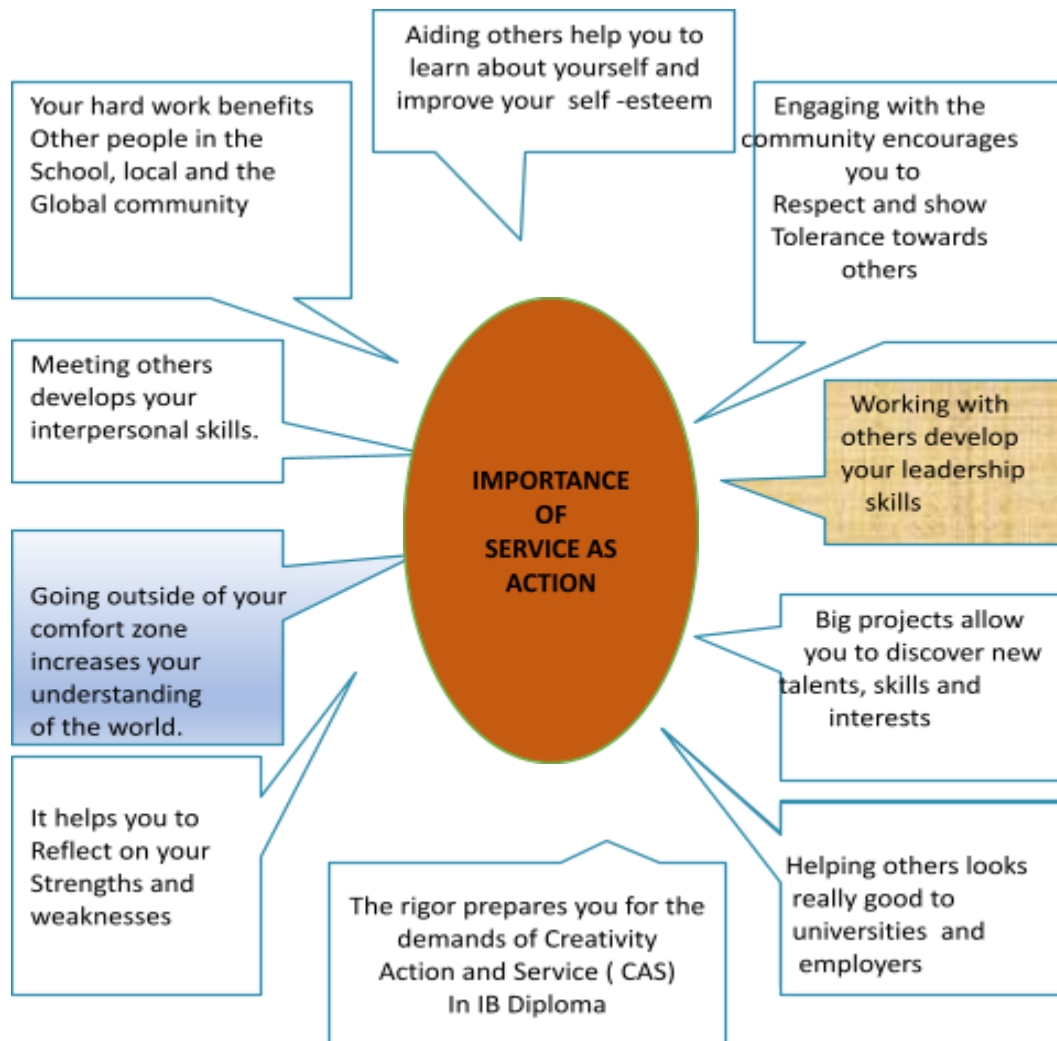 Aiding others help you to
learn about yourself and
improve your self -esteem
Your hard work benefits
Other people in the
School, local and the
Global community
Engaging with the
community encourages
you to
Respect and show
Tolerance towards
others
Meeting others
develops your
interpersonal skills.
Working with
others develop
your leadership
skills
IMPORTANCE
OF
SERVICE AS
ACTION
Going outside of your
comfort zone
increases your
understanding
of the world.
Big projects allow
you to discover new
talents, skills and
interests
It helps you to
Reflect on your
Strengths and
weaknesses
The rigor prepares you for the
demands of Creativity
Action and Service ( CAS)
In IB Diploma
Helping others looks
really good to
universities and
employers